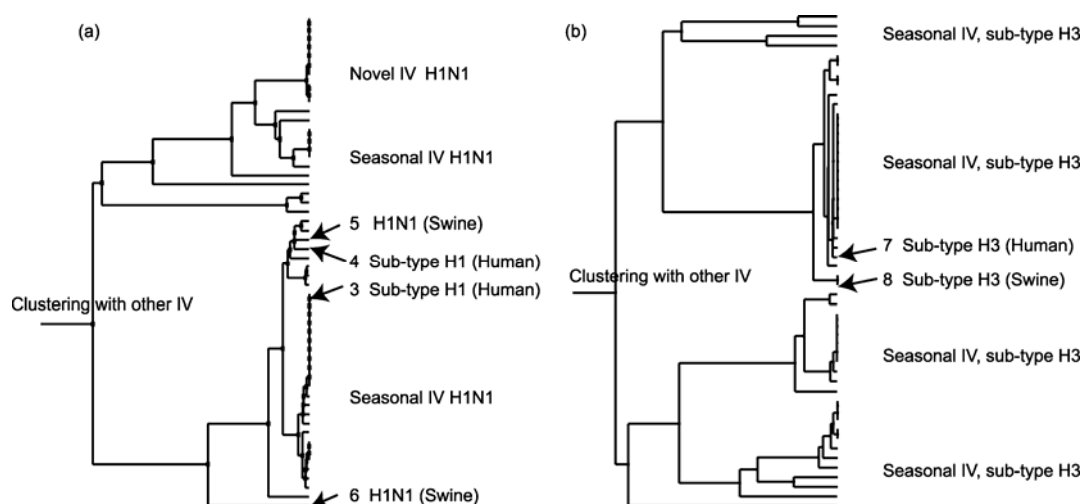 (a)
Novel IV H1N1
Seasonal IV H1N1
5 H1N1 (Swine)
4 Sub-type H1 (Human)
3 Sub-type H1 (Human)
Clustering with other IV
Seasonal IV H1N1
6 H1N1 (Swine)
(b)
Seasonal IV, sub-type H3
Seasonal IV, sub-type H3
7 Sub-type H3 (Human)
8 Sub-type H3 (Swine)
Clustering with other IV
Seasonal IV, sub-type H3
Seasonal IV, sub-type H3